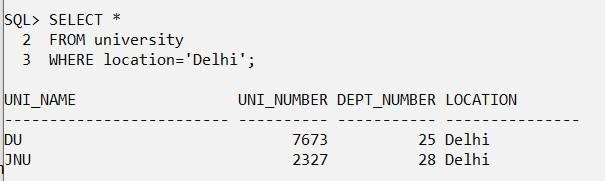 SQL> SELECT *
  2  FROM university
  3  WHERE location='Delhi';
UNI_NAME                  UNI_NUMBER DEPT_NUMBER LOCATION
------------------------- ---------- ----------- ---------------
DU                              7673          25 Delhi
JNU                             2327          28 Delhi